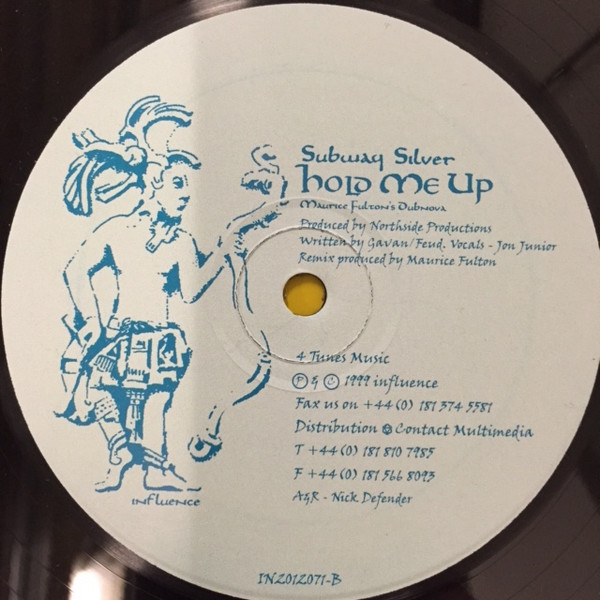 Subway Silver
Hold Me Up
Maurice Fulton's Dubnova
Produced by Northside Productions
Written by Gavan/Feud. Vocals - Jon Junior
Remix produced by Maurice Fulton
4 Tunes Music
Ⓟ & Ⓒ 1999 influence
Fax us on +44(0) 181 374 5581
Distribution Contact Multimedia
T +44(0) 181 810 7985
F +44(0) 181 566 8093
A&R - Nick Defender
influence
IN2012071-B